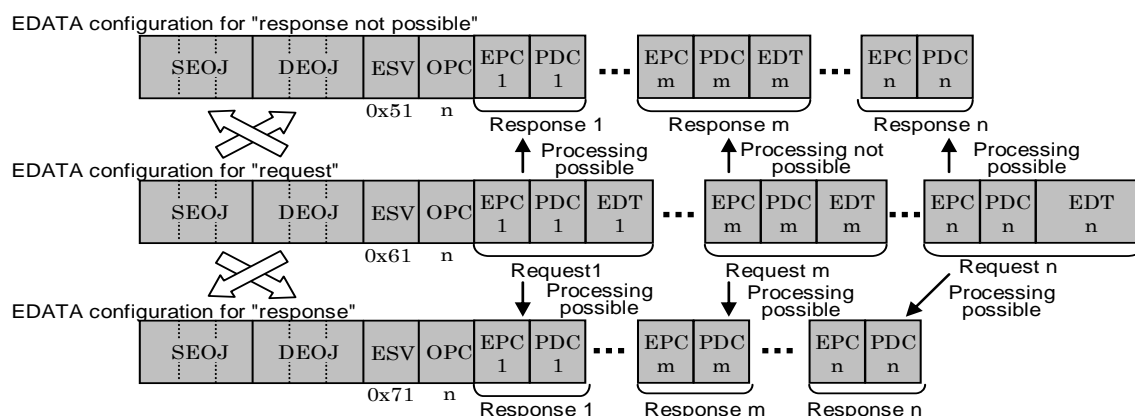 EDATA configuration for "response not possible"
SEOJ DEOJ ESV OPC EPC 1 PDC 1 ... EPC m PDC m EDT m ... EPC n PDC n
0x51 n
Response 1 Response m Response n
Processing possible Processing not possible Processing possible
EDATA configuration for "request"
SEOJ DEOJ ESV OPC EPC 1 PDC 1 EDT 1 ... EPC m PDC m EDT m ... EPC n PDC n EDT n
0x61 n
Request1 Request m Request n
Processing possible Processing possible Processing possible
EDATA configuration for "response"
SEOJ DEOJ ESV OPC EPC 1 PDC 1 ... EPC m PDC m ... EPC n PDC n
0x71 n
Response 1 Response m Response n